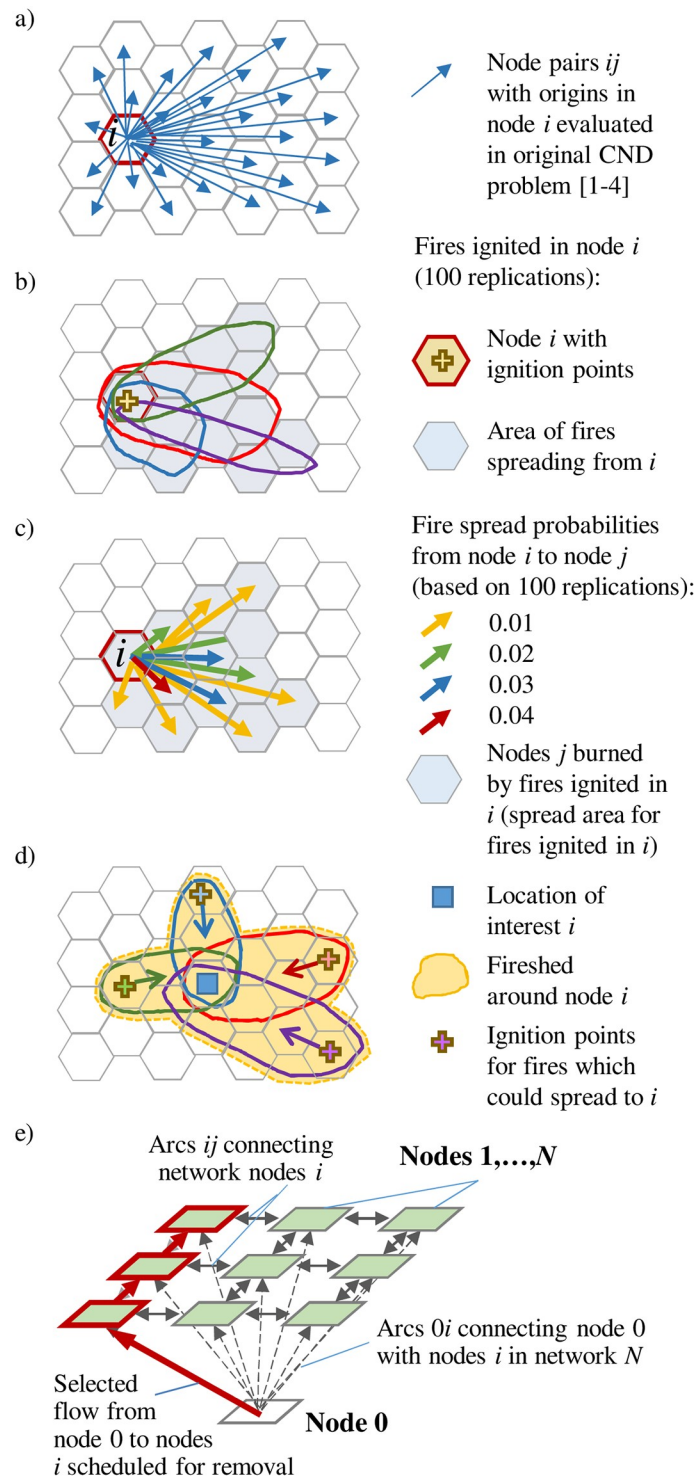 a)
i
Node pairs ij
with origins in
node i evaluated
in original CND
problem [1-4]
Fires ignited in node i
(100 replications):
b)
Node i with
ignition points
Area of fires
spreading from i
c)
i
Fire spread probabilities
from node i to node j
(based on 100 replications):
0.01
0.02
0.03
0.04
Nodes j burned
by fires ignited in
i (spread area for
fires ignited in i)
d)
Location of
interest i
Fireshed
around node i
Ignition points
for fires which
could spread to i
e)
Arcs ij connecting
network nodes i
Nodes 1,…,N
Arcs 0i connecting node 0
with nodes i in network N
Selected
flow from
node 0 to nodes
i scheduled for removal
Node 0